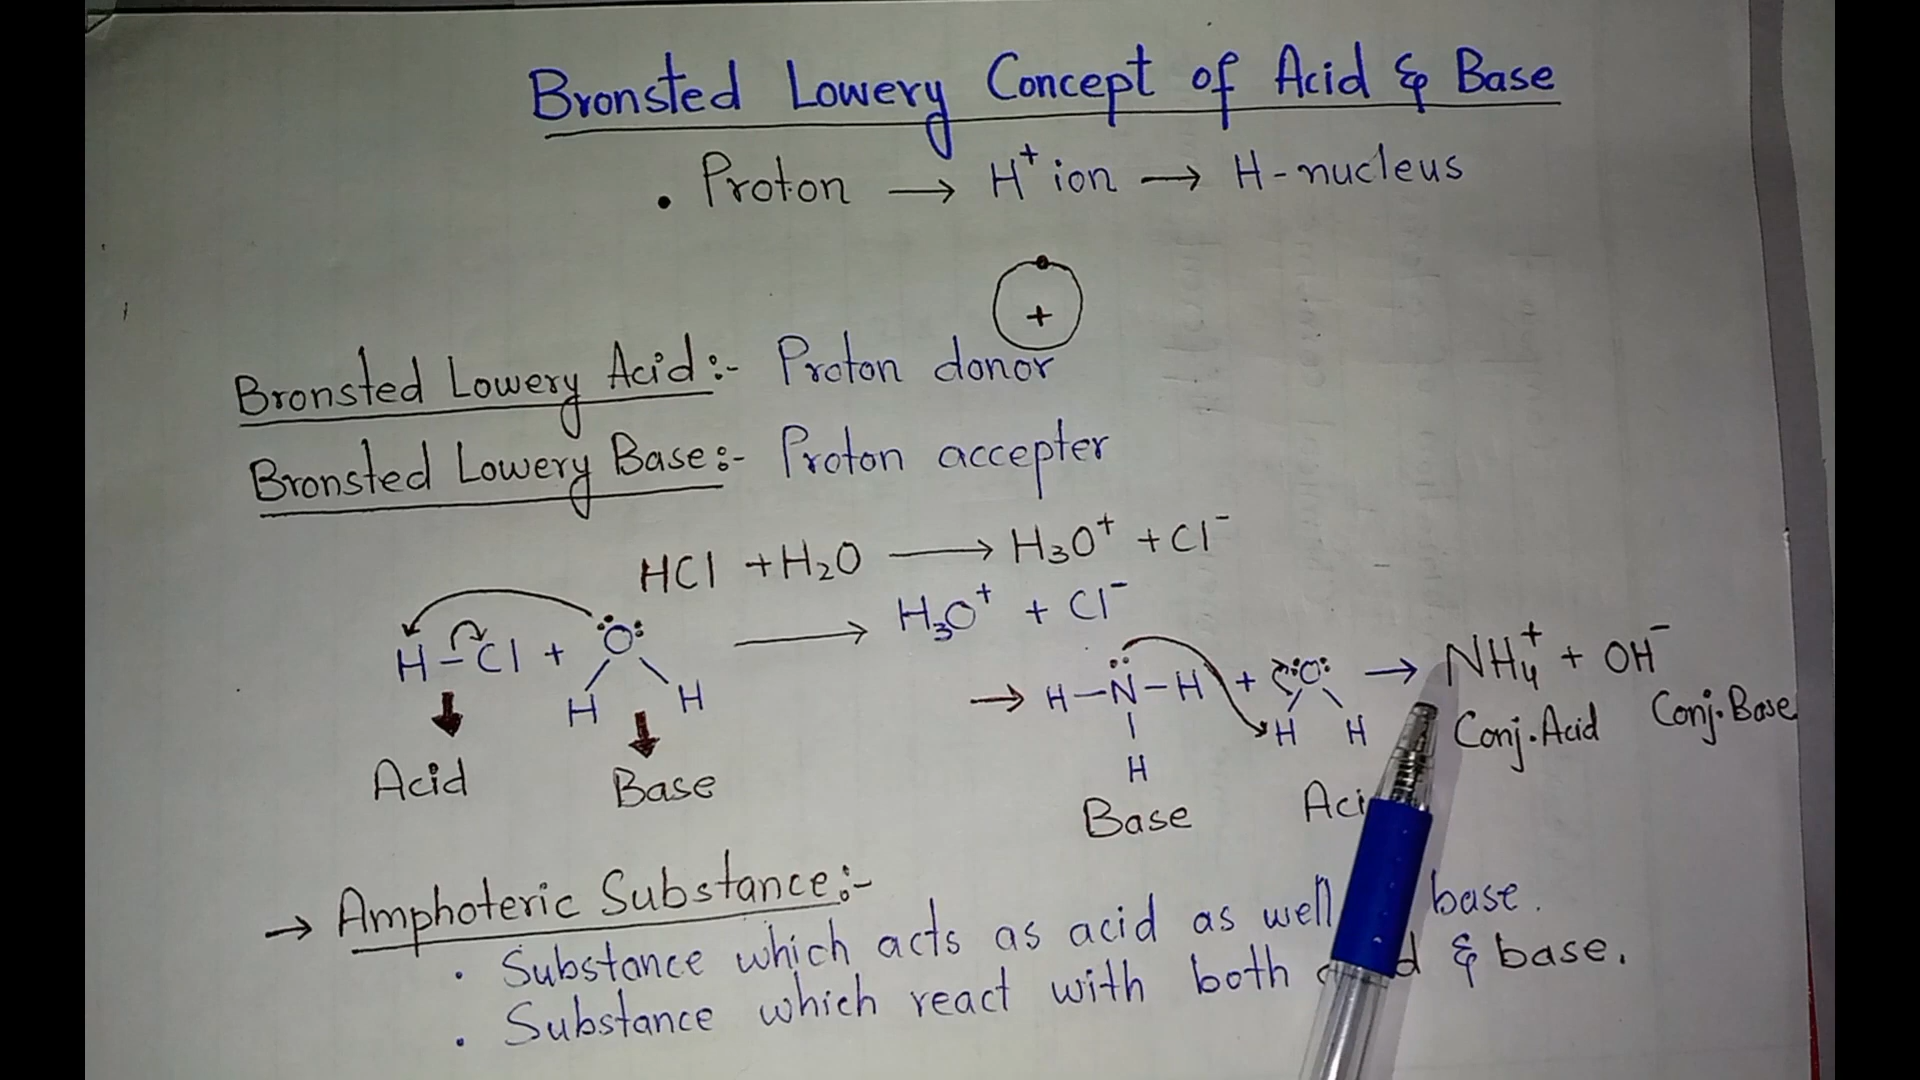 Bronsted Lowery Concept of Acid & Base
. Proton → H⁺ ion → H-nucleus
+
Bronsted Lowery Acid:- Proton donor
Bronsted Lowery Base:- Proton accepter
HCl + H₂O → H₃O⁺ + Cl⁻
H - Cl + O H H → H₃O⁺ + Cl⁻
Acid Base
→ H-N-H H + O H H → NH₄⁺ + OH⁻
Base Conj.Acid Conj.Base
→ Amphoteric Substance:-
. Substance which acts as acid as well base.
. Substance which react with both & base.